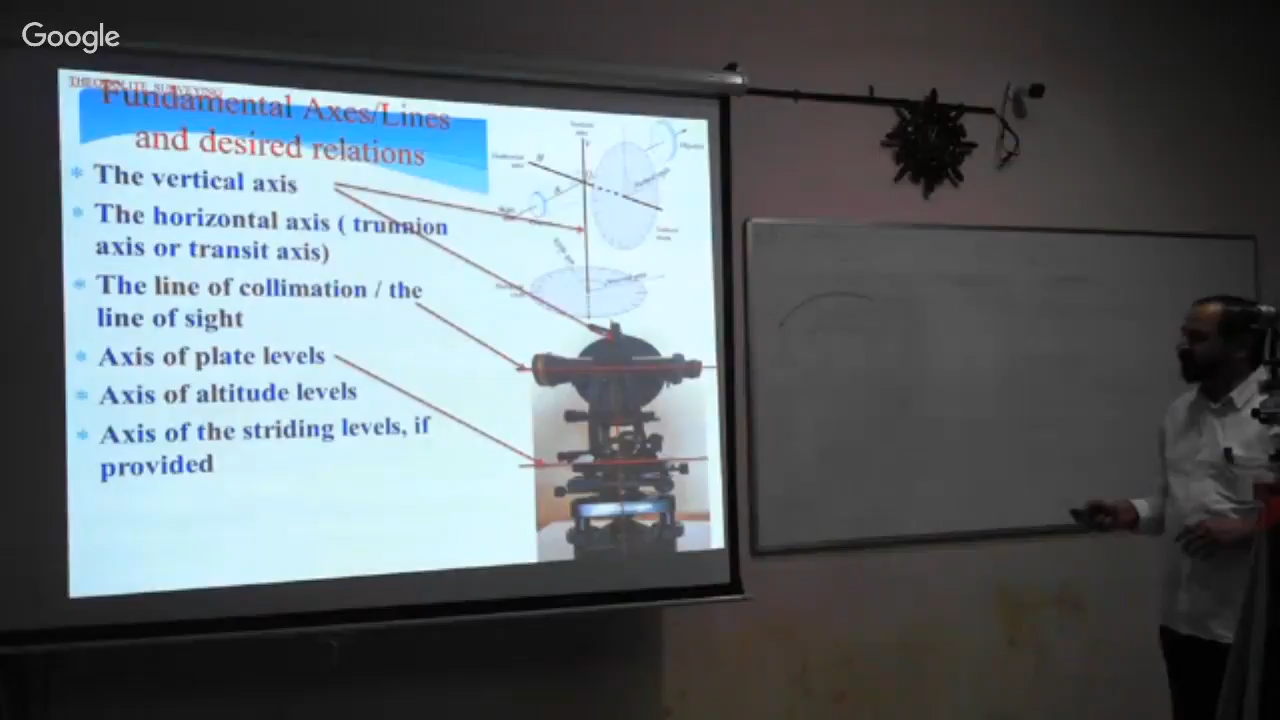 Google
THEODOLITE SURVEYING
Fundamental Axes/Lines
and desired relations
* The vertical axis
* The horizontal axis ( trunnion
axis or transit axis)
* The line of collimation / the
line of sight
* Axis of plate levels
* Axis of altitude levels
* Axis of the striding levels, if
provided